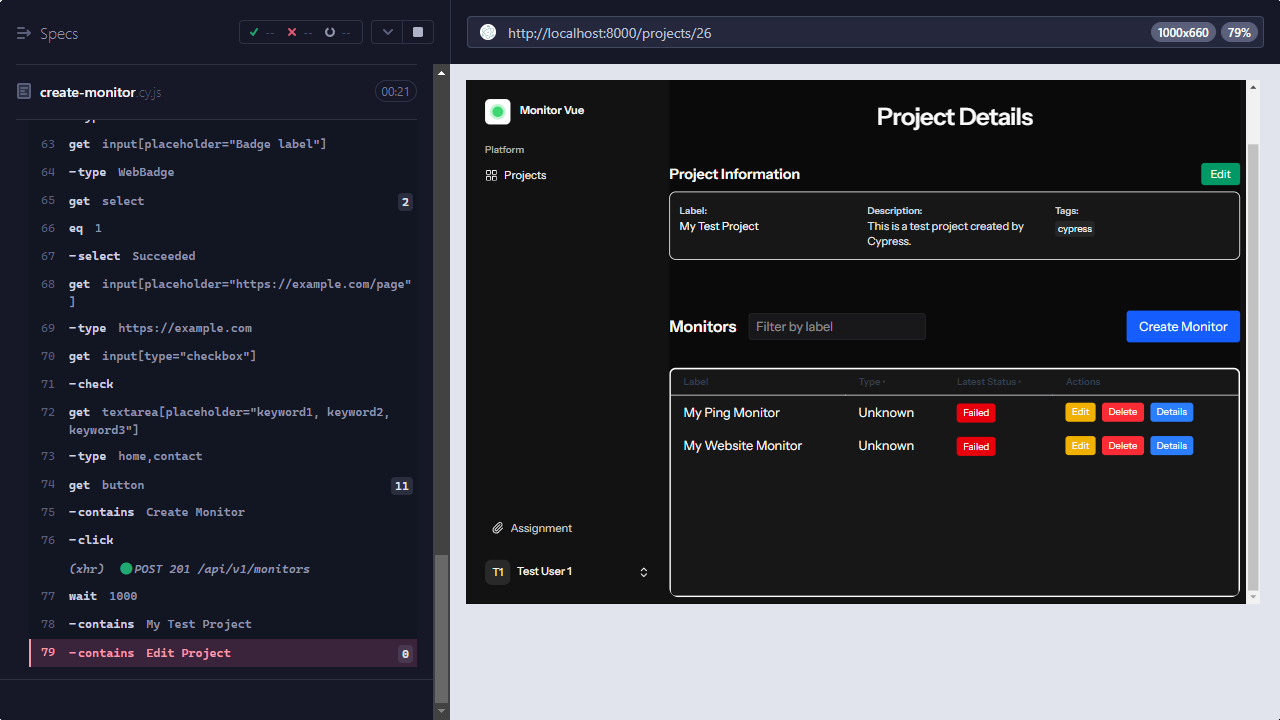 Specs
--
--
--
http://localhost:8000/projects/26
1000x660
79%
create-monitor.cy.js
00:21
63 get input[placeholder="Badge label"]
64 -type WebBadge
65 get select 2
66 eq 1
67 -select Succeeded
68 get input[placeholder="https://example.com/page"
]
69 -type https://example.com
70 get input[type="checkbox"]
71 -check
72 get textarea[placeholder="keyword1, keyword2,
keyword3"]
73 -type home,contact
74 get button 11
75 -contains Create Monitor
76 -click
(xhr) POST 201 /api/v1/monitors
77 wait 1000
78 -contains My Test Project
79 -contains Edit Project 0
Monitor Vue
Platform
Projects
Assignment
T1 Test User 1
Project Details
Project Information
Edit
Label: Description: Tags:
My Test Project This is a test project created by cypress
Cypress.
Monitors
Filter by label
Create Monitor
Label Type · Latest Status · Actions
My Ping Monitor Unknown Failed Edit Delete Details
My Website Monitor Unknown Failed Edit Delete Details